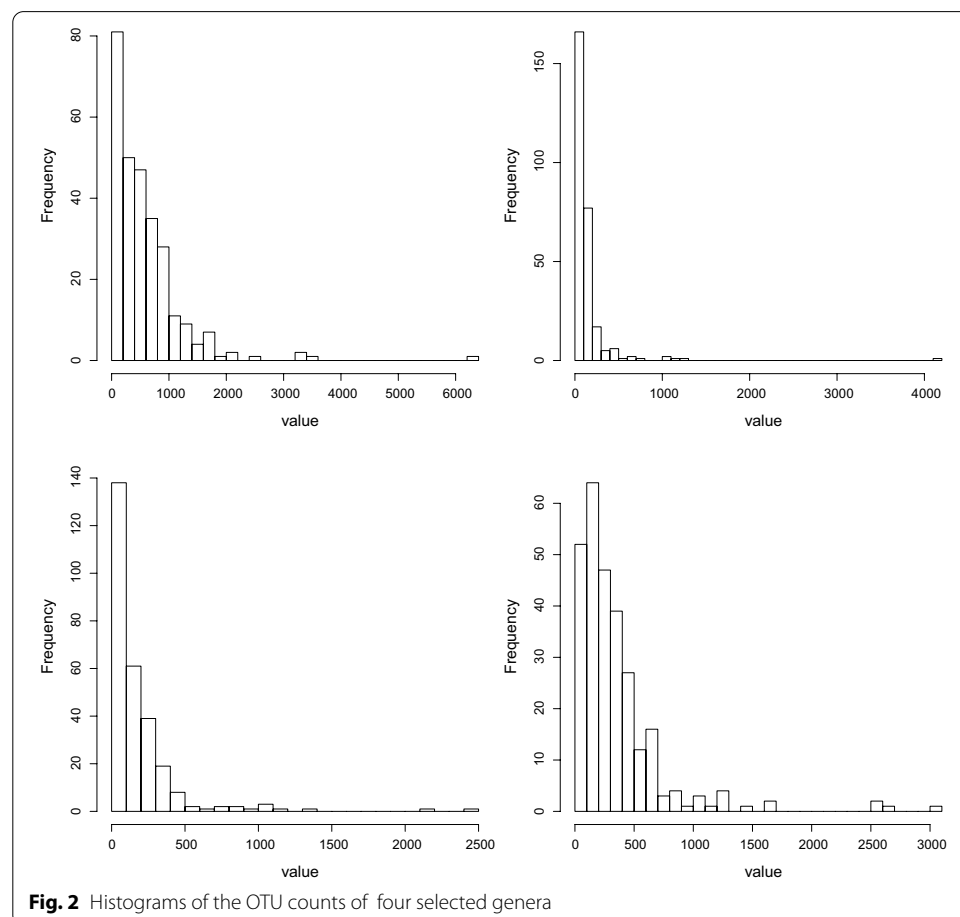 Frequency
0 20 40 60 80
0 1000 2000 3000 4000 5000 6000
value
Frequency
0 50 100 150
0 1000 2000 3000 4000
value
Frequency
0 20 40 60 80 100 120 140
0 500 1000 1500 2000 2500
value
Frequency
0 10 20 30 40 50 60
0 500 1000 1500 2000 2500 3000
value
Fig. 2 Histograms of the OTU counts of four selected genera